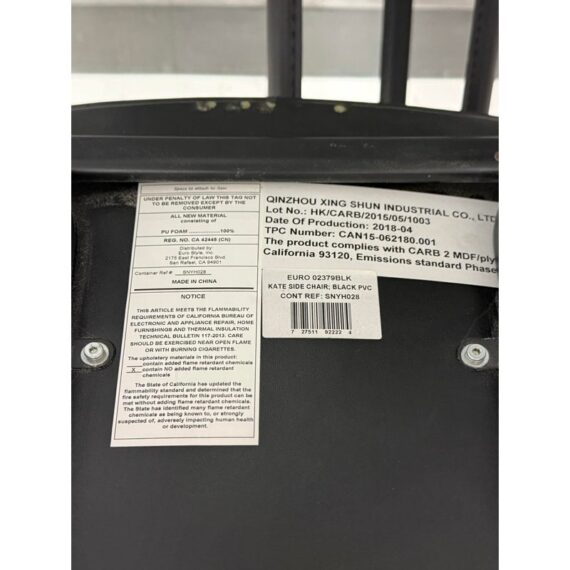 Space to attach to item
UNDER PENALTY OF LAW THIS TAG NOT
TO BE REMOVED EXCEPT BY THE
CONSUMER
ALL NEW MATERIAL
consisting of
PU FOAM ...............100%
REG. NO. CA 42448 (CN)
Distributed by
Euro Style, Inc.
2175 East Francisco Blvd.
San Rafael, CA 94901
Container Ref # SNYH028
MADE IN CHINA
NOTICE
THIS ARTICLE MEETS THE FLAMMABILITY
REQUIREMENTS OF CALIFORNIA BUREAU OF
ELECTRONIC AND APPLIANCE REPAIR, HOME
FURNISHINGS AND THERMAL INSULATION
TECHNICAL BULLETIN 117-2013. CARE
SHOULD BE EXERCISED NEAR OPEN FLAME
OR WITH BURNING CIGARETTES.
The upholstery materials in this product:
contain added flame retardant chemicals
X contain NO added flame retardant
chemicals
The State of California has updated the
flammability standard and determined that the
fire safety requirements for this product can be
met without adding flame retardant chemicals.
The State has identified many flame retardant
chemicals as being known to, or strongly
suspected of, adversely impacting human health
or development.
QINZHOU XING SHUN INDUSTRIAL CO., LTD
Lot No.: HK/CARB/2015/05/1003
Date Of Production: 2018-04
TPC Number: CAN15-062180.001
The product complies with CARB 2 MDF/ply
California 93120, Emissions standard Phase
EURO 02379BLK
KATE SIDE CHAIR; BLACK PVC
CONT REF: SNYH028
7 27511 92222 4